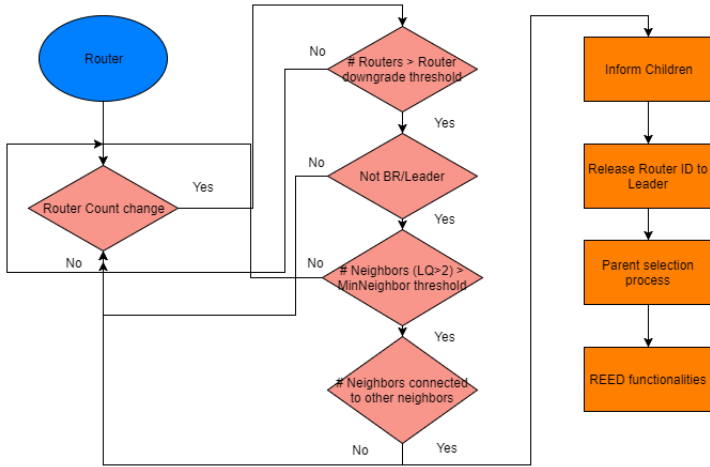 Router
No
# Routers > Router
downgrade threshold
Inform Children
Yes
No
Router Count change
Yes
Not BR/Leader
Release Router ID to
Leader
Yes
No
No
# Neighbors (LQ>2) >
MinNeighbor threshold
Parent selection
process
Yes
# Neighbors connected
to other neighbors
REED functionalities
No
Yes